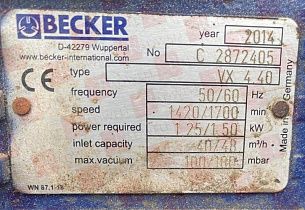 BECKER
year 2014
D-42279 Wuppertal
www.becker-international.com
No C 2872405
type VX 4.40
frequency 50/60 Hz
speed 1420/1700 min⁻¹
power required 1.25/1.50 kW
inlet capacity 40/48 m³/h
max.vacuum 100/100 mbar
WN 87.1-18
Made in Germany